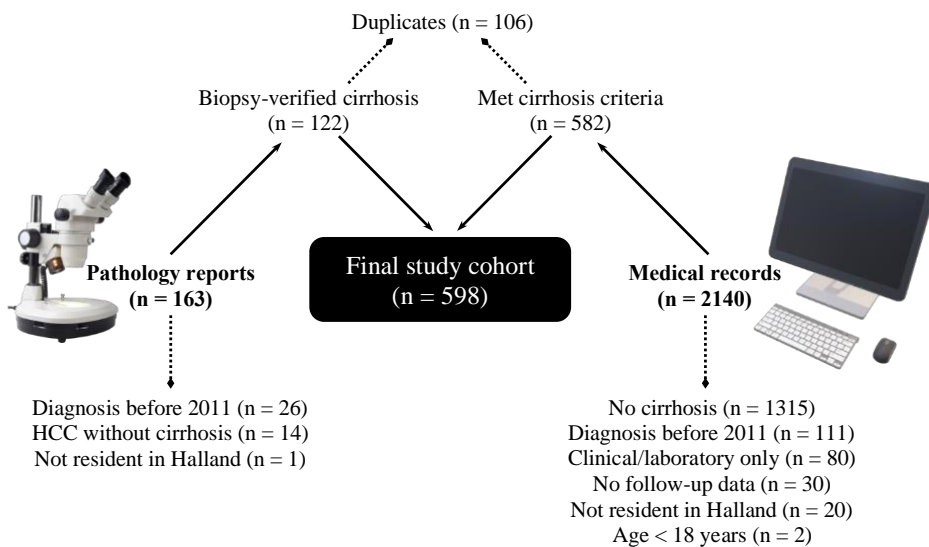 Duplicates (n = 106)
Biopsy-verified cirrhosis
(n = 122)
Met cirrhosis criteria
(n = 582)
Pathology reports
(n = 163)
Final study cohort
(n = 598)
Medical records
(n = 2140)
Diagnosis before 2011 (n = 26)
HCC without cirrhosis (n = 14)
Not resident in Halland (n = 1)
No cirrhosis (n = 1315)
Diagnosis before 2011 (n = 111)
Clinical/laboratory only (n = 80)
No follow-up data (n = 30)
Not resident in Halland (n = 20)
Age < 18 years (n = 2)